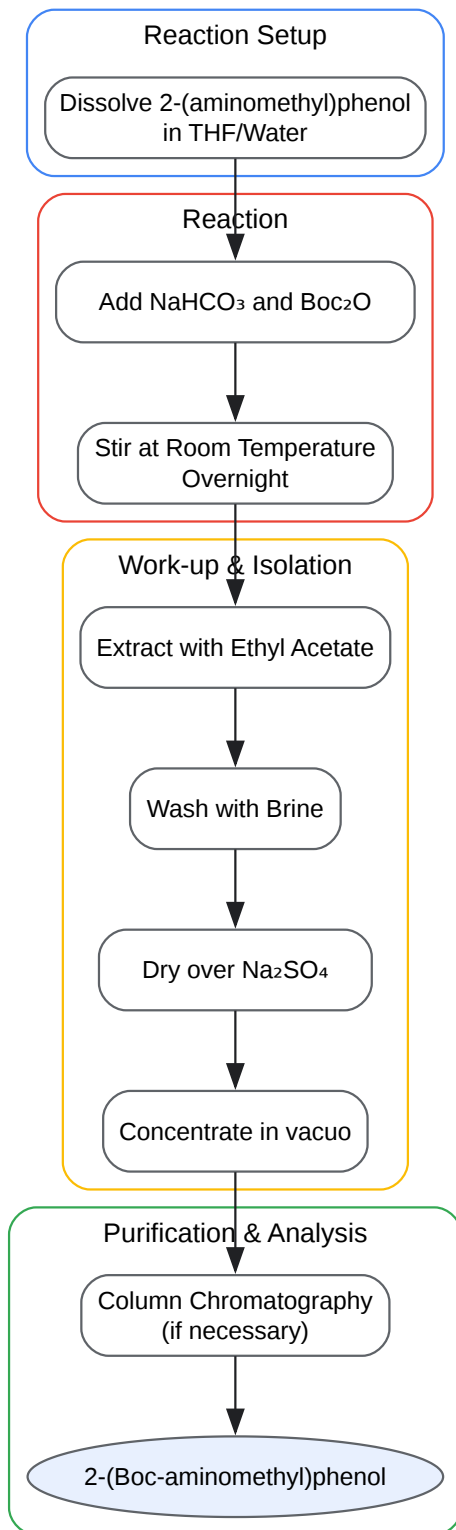 Reaction Setup
Dissolve 2-(aminomethyl)phenol
in THF/Water
Reaction
Add NaHCO₃ and Boc₂O
Stir at Room Temperature
Overnight
Work-up & Isolation
Extract with Ethyl Acetate
Wash with Brine
Dry over Na₂SO₄
Concentrate in vacuo
Purification & Analysis
Column Chromatography
(if necessary)
2-(Boc-aminomethyl)phenol